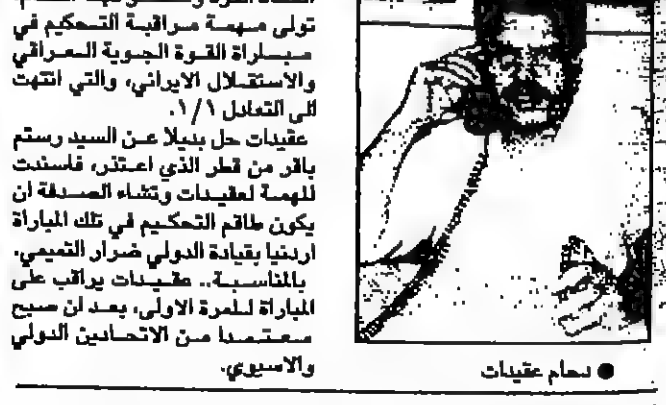 تولى مهمة مراقبة التحكيم في
مباراة القوة الجوية العراقي
والاستقلال الايراني، والتي انتهت
الى التعادل ١/١.
عقيدات حل بديلا عن السيد رستم
باقر من قطر الذي اعتذر، فاسندت
المهمة لعقيدات وتشاء الصدفة ان
يكون طاقم التحكيم في تلك المباراة
اردنيا بقيادة الدولي ضرار التميمي.
بالمناسبة.. عقيدات يراقب على
المباراة للمرة الاولى، بعد ان صبح
معتمدا من الاتحادين الدولي
والاسيوي.
● عقيدات